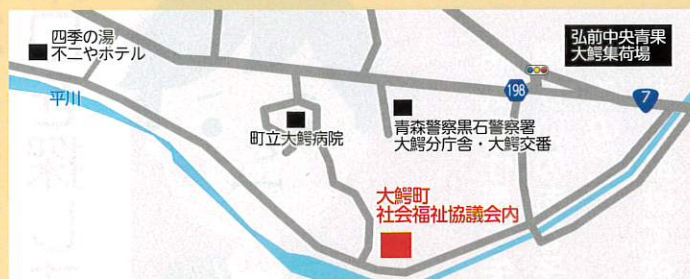 四季の湯
不二やホテル
弘前中央青果
大鰐集荷場
平川
198
7
町立大鰐病院
青森警察黒石警察署
大鰐分庁舎・大鰐交番
大鰐町
社会福祉協議会内